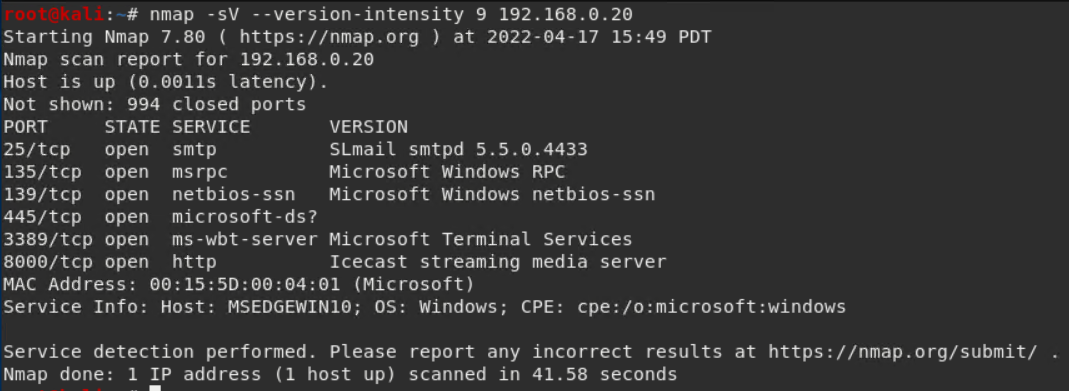 root@kali:~# nmap -sV --version-intensity 9 192.168.0.20
Starting Nmap 7.80 ( https://nmap.org ) at 2022-04-17 15:49 PDT
Nmap scan report for 192.168.0.20
Host is up (0.0011s latency).
Not shown: 994 closed ports
PORT     STATE SERVICE       VERSION
25/tcp   open  smtp          SLmail smtpd 5.5.0.4433
135/tcp  open  msrpc         Microsoft Windows RPC
139/tcp  open  netbios-ssn   Microsoft Windows netbios-ssn
445/tcp  open  microsoft-ds?
3389/tcp open  ms-wbt-server Microsoft Terminal Services
8000/tcp open  http          Icecast streaming media server
MAC Address: 00:15:5D:00:04:01 (Microsoft)
Service Info: Host: MSEDGEWIN10; OS: Windows; CPE: cpe:/o:microsoft:windows

Service detection performed. Please report any incorrect results at https://nmap.org/submit/ .
Nmap done: 1 IP address (1 host up) scanned in 41.58 seconds